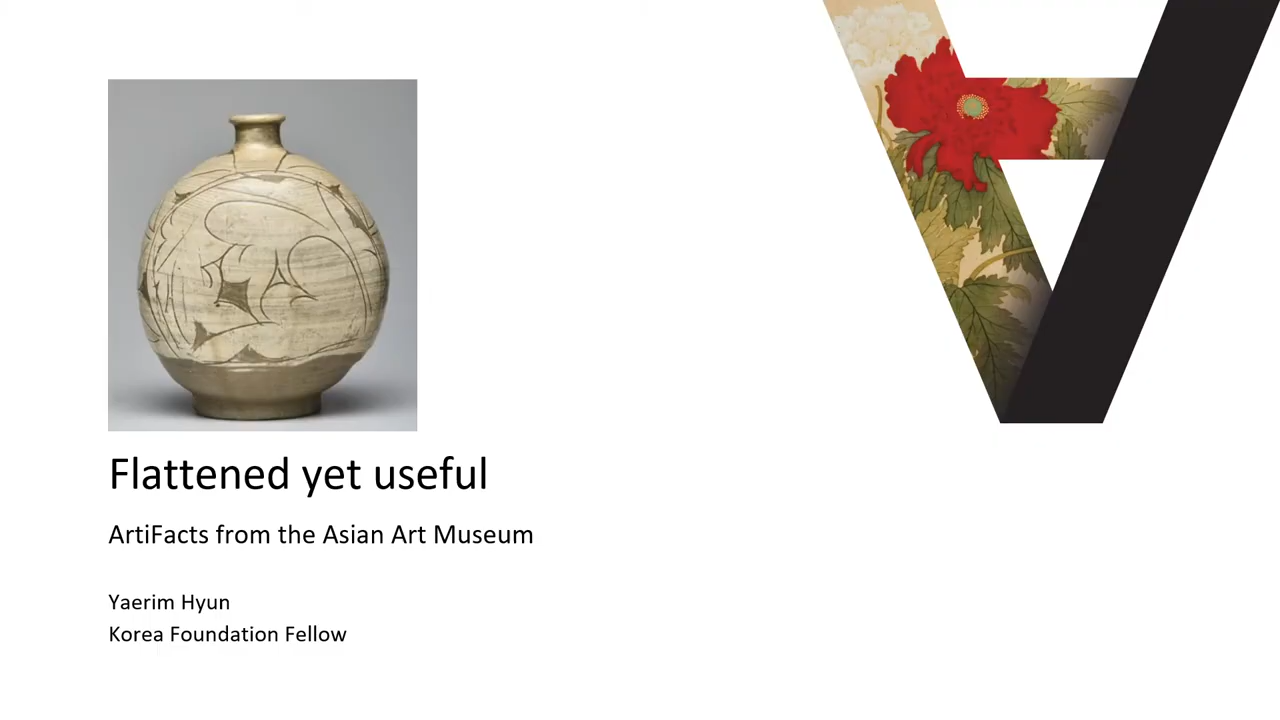 Flattened yet useful
ArtiFacts from the Asian Art Museum
Yaerim Hyun
Korea Foundation Fellow